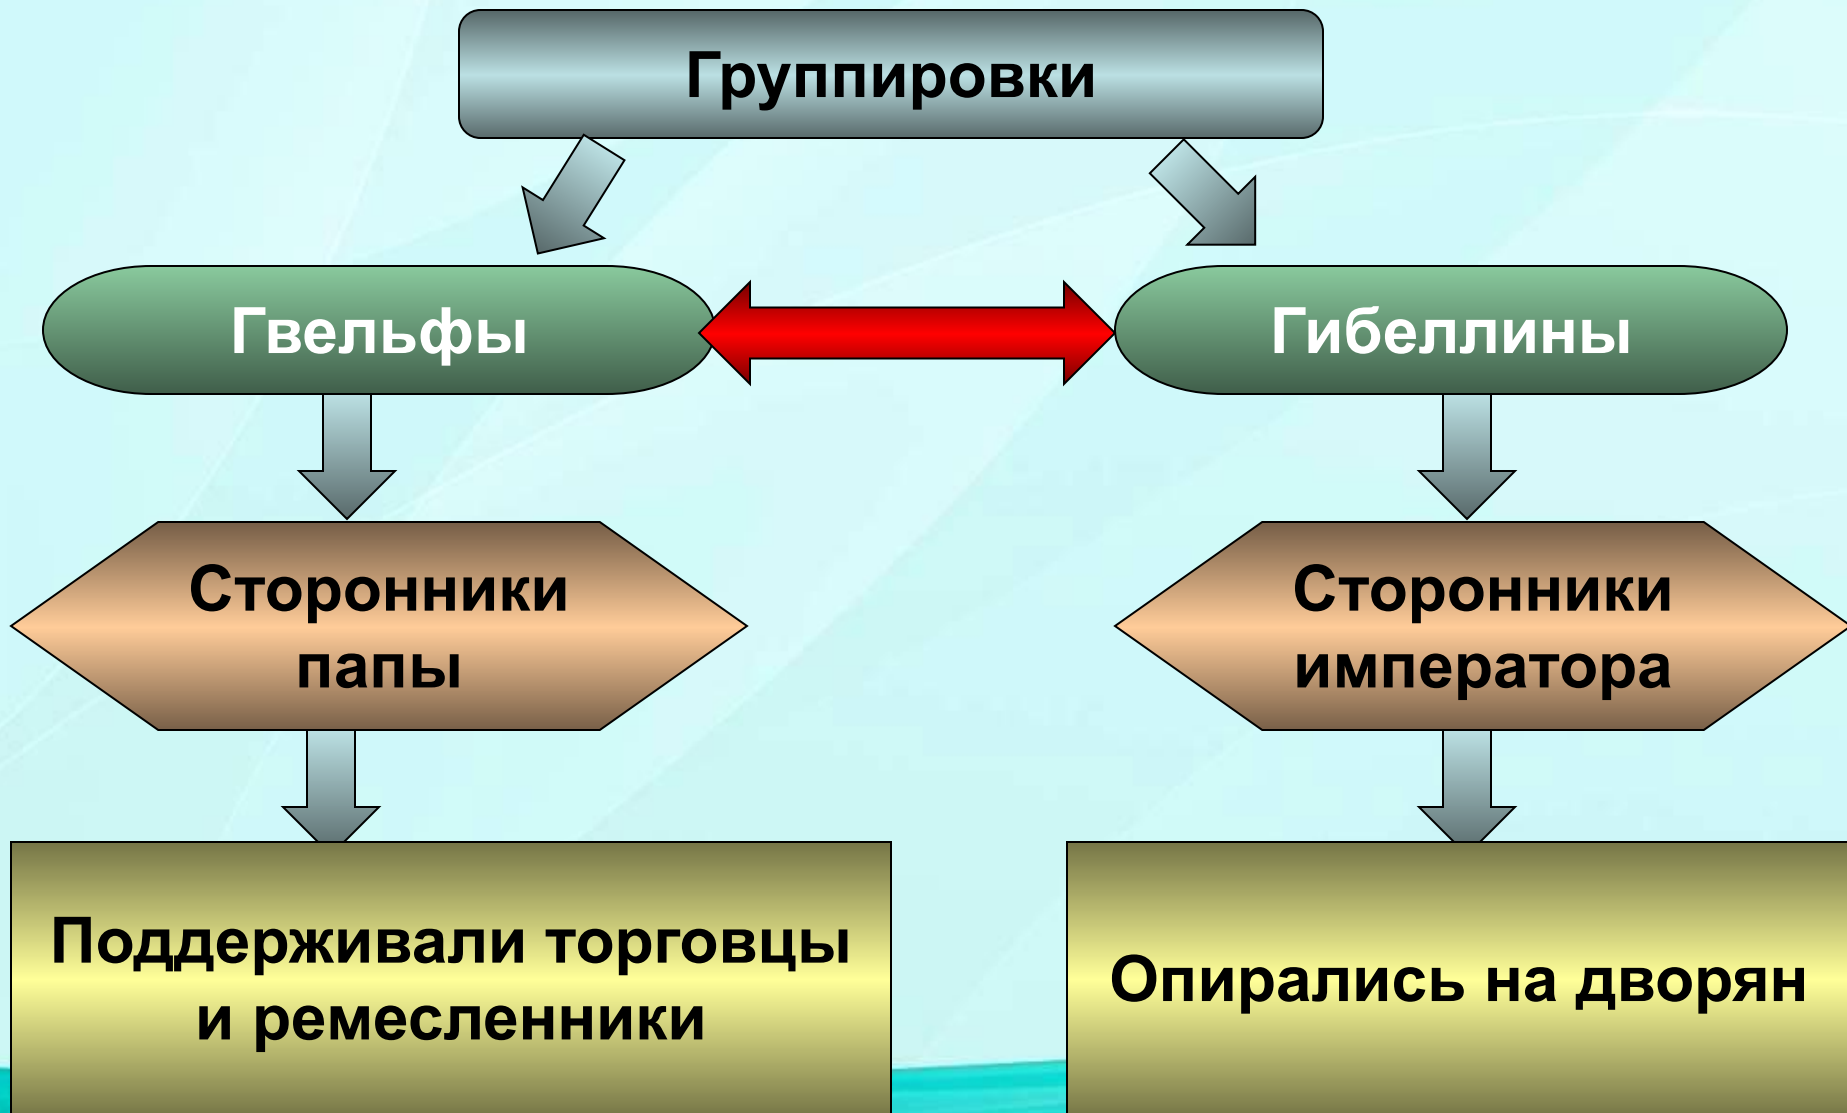 Группировки
Гвельфы
Гибеллины
Сторонники
папы
Сторонники
императора
Поддерживали торговцы
и ремесленники
Опирались на дворян